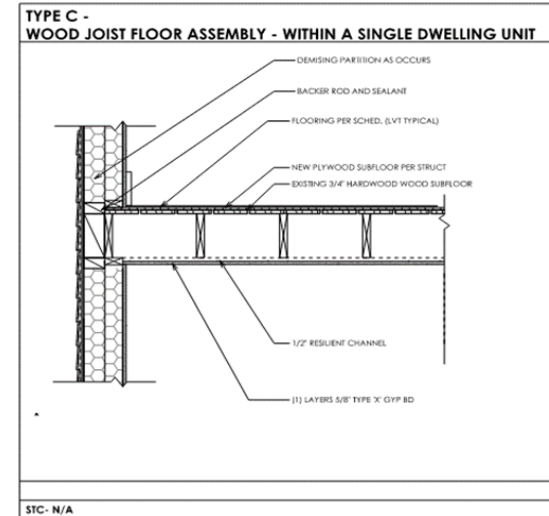 TYPE C -
WOOD JOIST FLOOR ASSEMBLY - WITHIN A SINGLE DWELLING UNIT
DEMISING PARTITION AS OCCURS
BACKER ROD AND SEALANT
FLOORING PER SCHED, (LVT TYPICAL)
NEW PLYWOOD SUBFLOOR PER STRUCT
EXISTING 3/4" HARDWOOD WOOD SUBFLOOR
1/2" RESILIENT CHANNEL
(1) LAYERS 5/8" TYPE 'X' GYP BD
STC- N/A